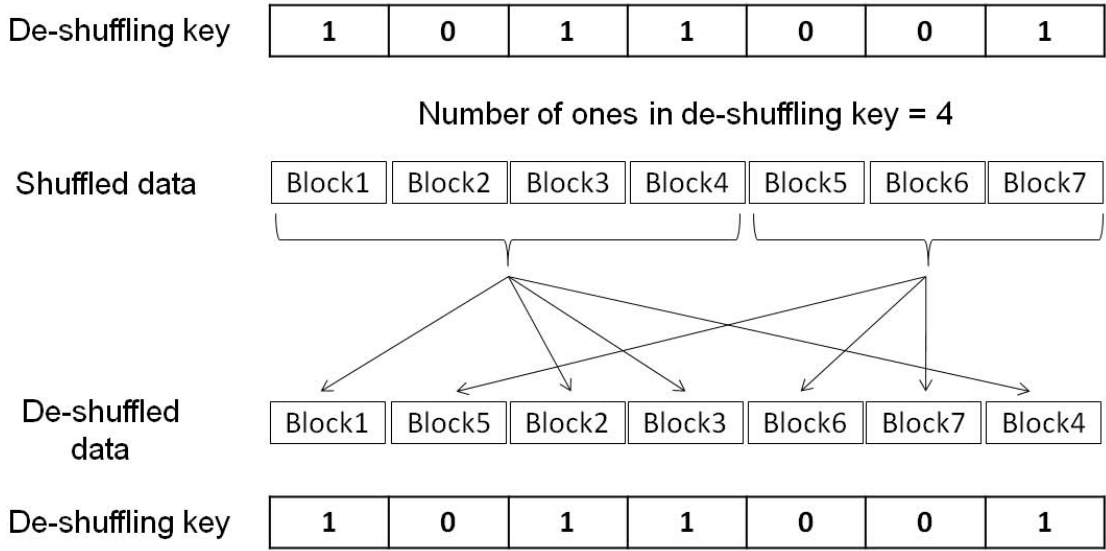 De-shuffling key 1 0 1 1 0 0 1
Number of ones in de-shuffling key = 4
Shuffled data Block1 Block2 Block3 Block4 Block5 Block6 Block7
De-shuffled
data
Block1 Block5 Block2 Block3 Block6 Block7 Block4
De-shuffling key 1 0 1 1 0 0 1